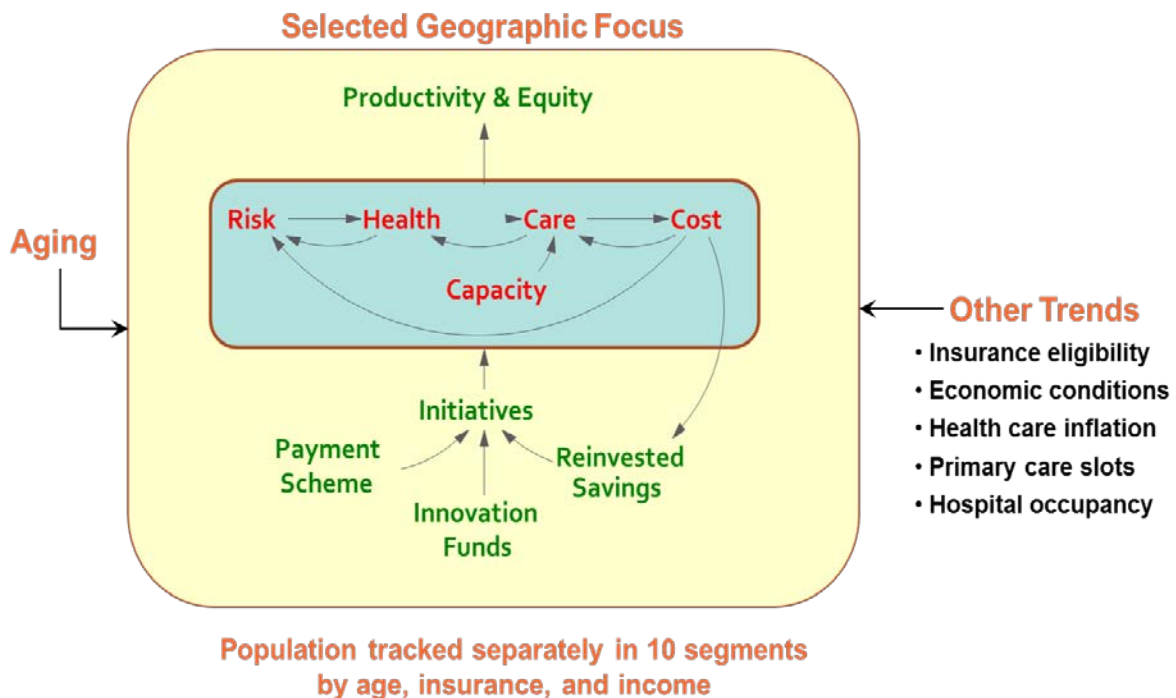 Selected Geographic Focus
Productivity & Equity
Risk
Health
Care
Cost
Capacity
Aging
Other Trends
• Insurance eligibility
• Economic conditions
• Health care inflation
• Primary care slots
• Hospital occupancy
Initiatives
Payment
Scheme
Reinvested
Savings
Innovation
Funds
Population tracked separately in 10 segments
by age, insurance, and income